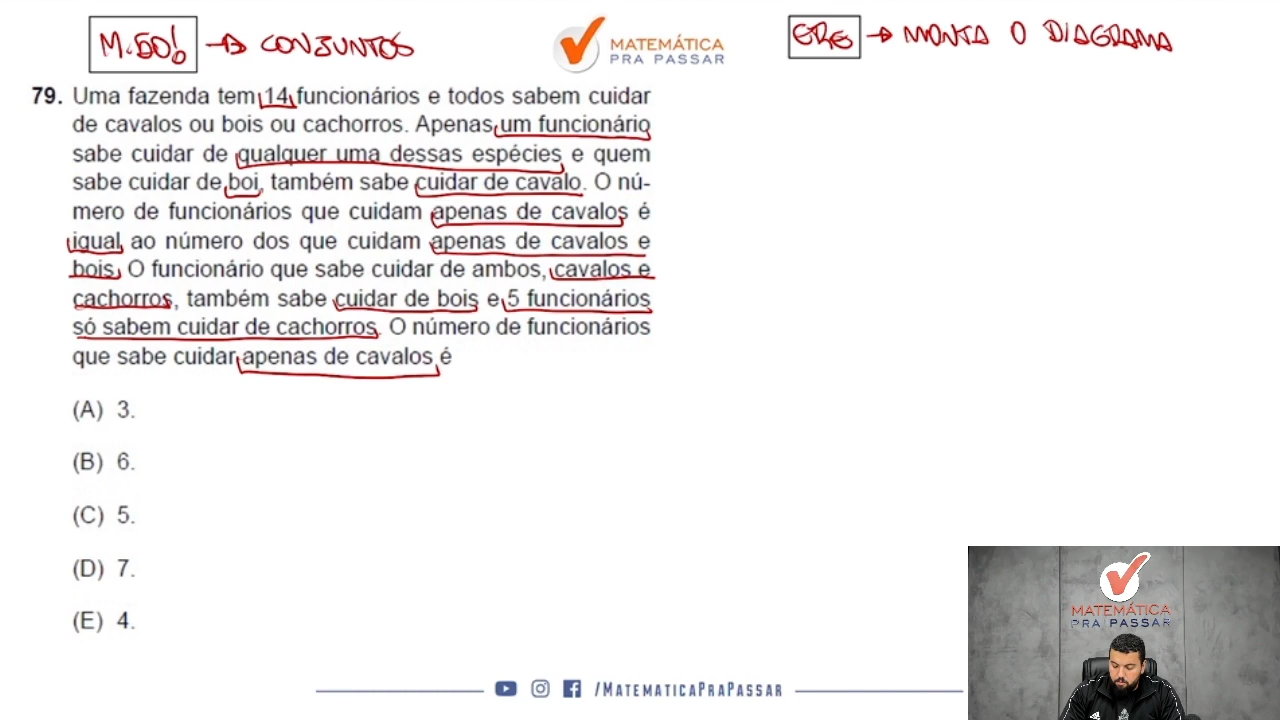 M.50! → CONJUNTOS
MATEMÁTICA
PRA PASSAR
→ MONTA O DIAGRAMA
79. Uma fazenda tem 14 funcionários e todos sabem cuidar
de cavalos ou bois ou cachorros. Apenas um funcionário
sabe cuidar de qualquer uma dessas espécies e quem
sabe cuidar de boi, também sabe cuidar de cavalo. O nú-
mero de funcionários que cuidam apenas de cavalos é
igual ao número dos que cuidam apenas de cavalos e
bois. O funcionário que sabe cuidar de ambos, cavalos e
cachorros, também sabe cuidar de bois e 5 funcionários
só sabem cuidar de cachorros. O número de funcionários
que sabe cuidar apenas de cavalos é
(A) 3.
(B) 6.
(C) 5.
(D) 7.
(E) 4.
MATEMÁTICA
PRA PASSAR
/MATEMATICAPRAPASSAR